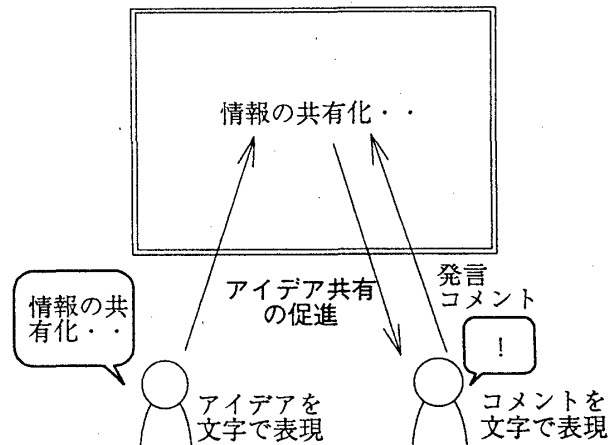 情報の共有化・・
発言
コメント
アイデア共有
の促進
情報の共
有化・・
！
アイデアを
文字で表現
コメントを
文字で表現